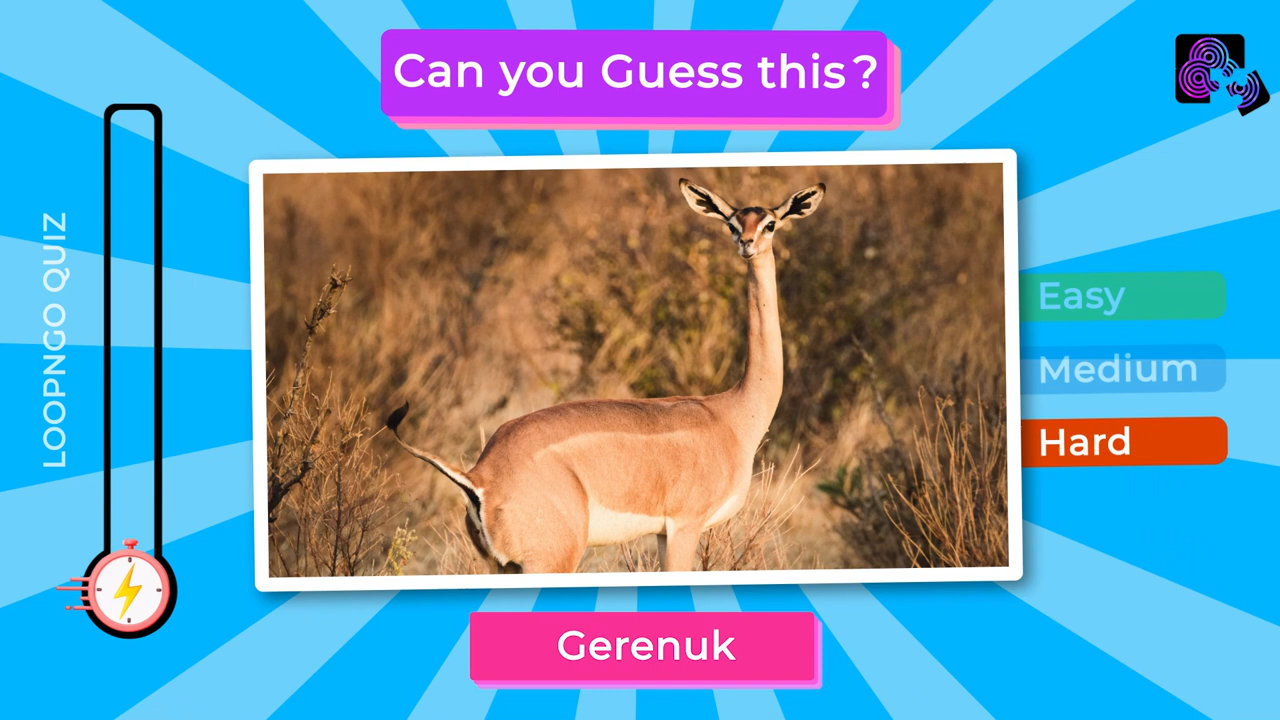 Can you Guess this?
LOOPNGO QUIZ
Easy
Medium
Hard
Gerenuk